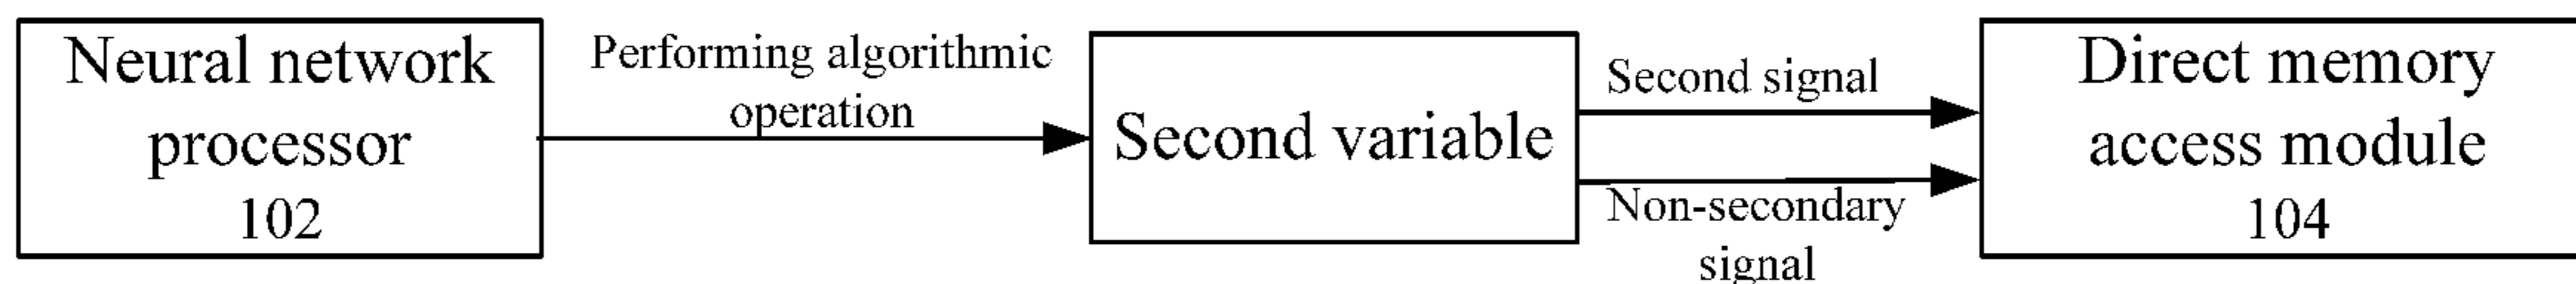 Neural network
processor
102
Performing algorithmic
operation
Second variable
Second signal
Non-secondary
signal
Direct memory
access module
104